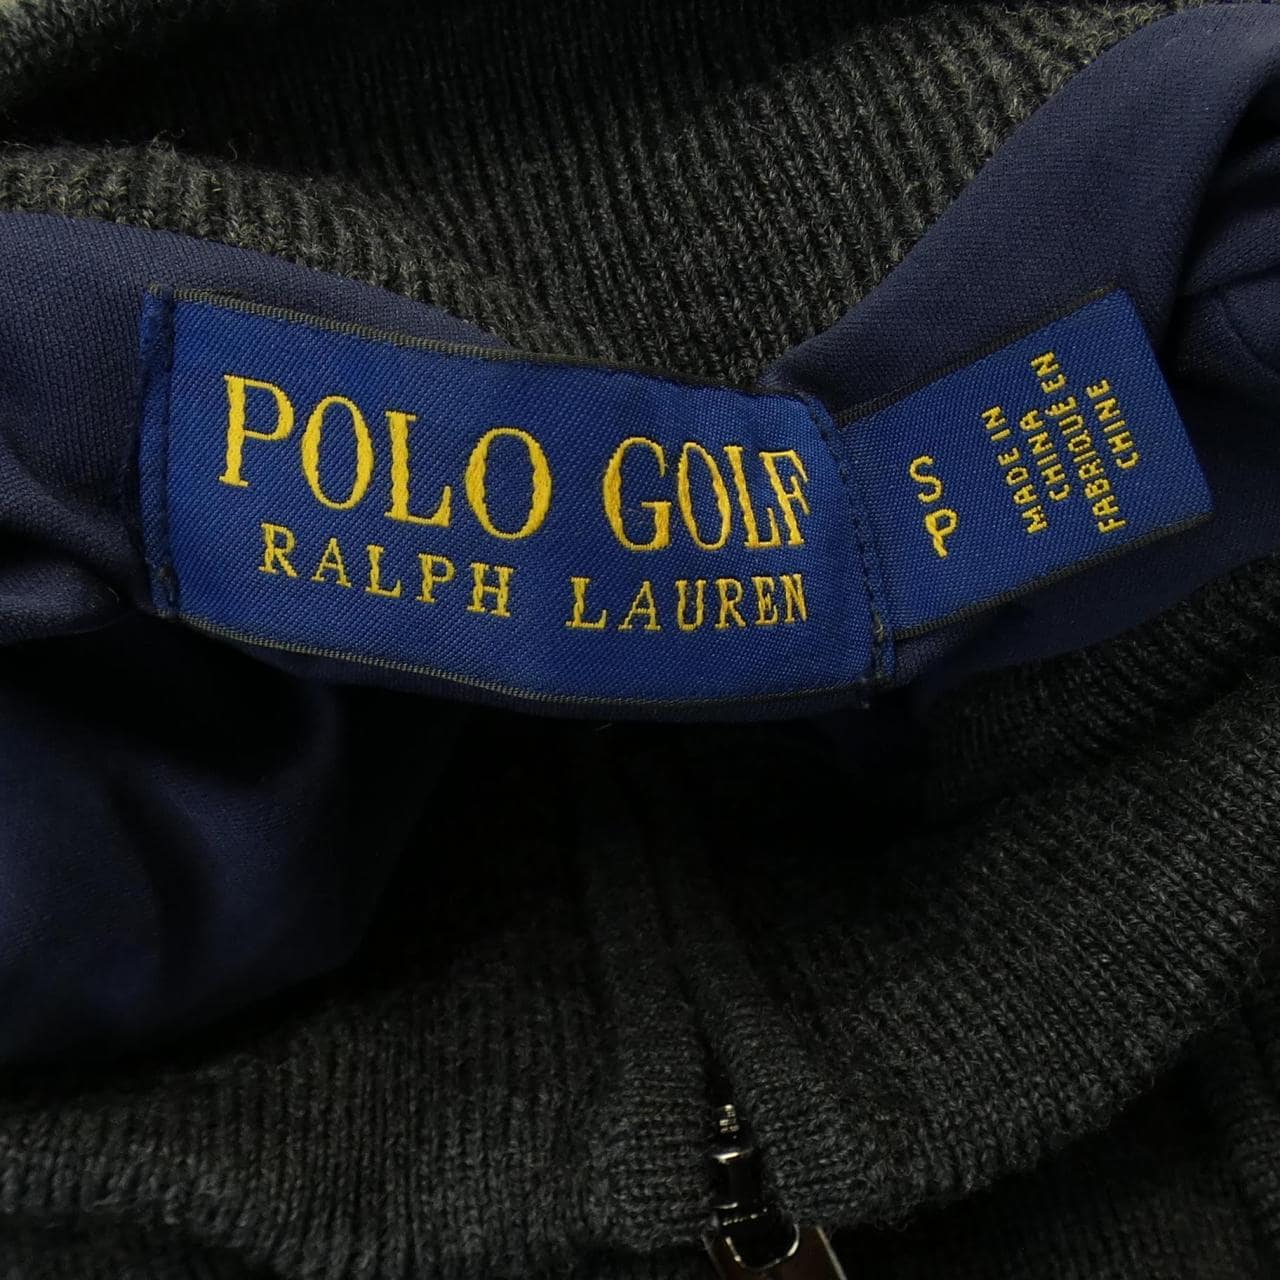 POLO GOLF
RALPH LAUREN
S
P
MADE IN
CHINA
FABRIQUÉ EN
CHINE